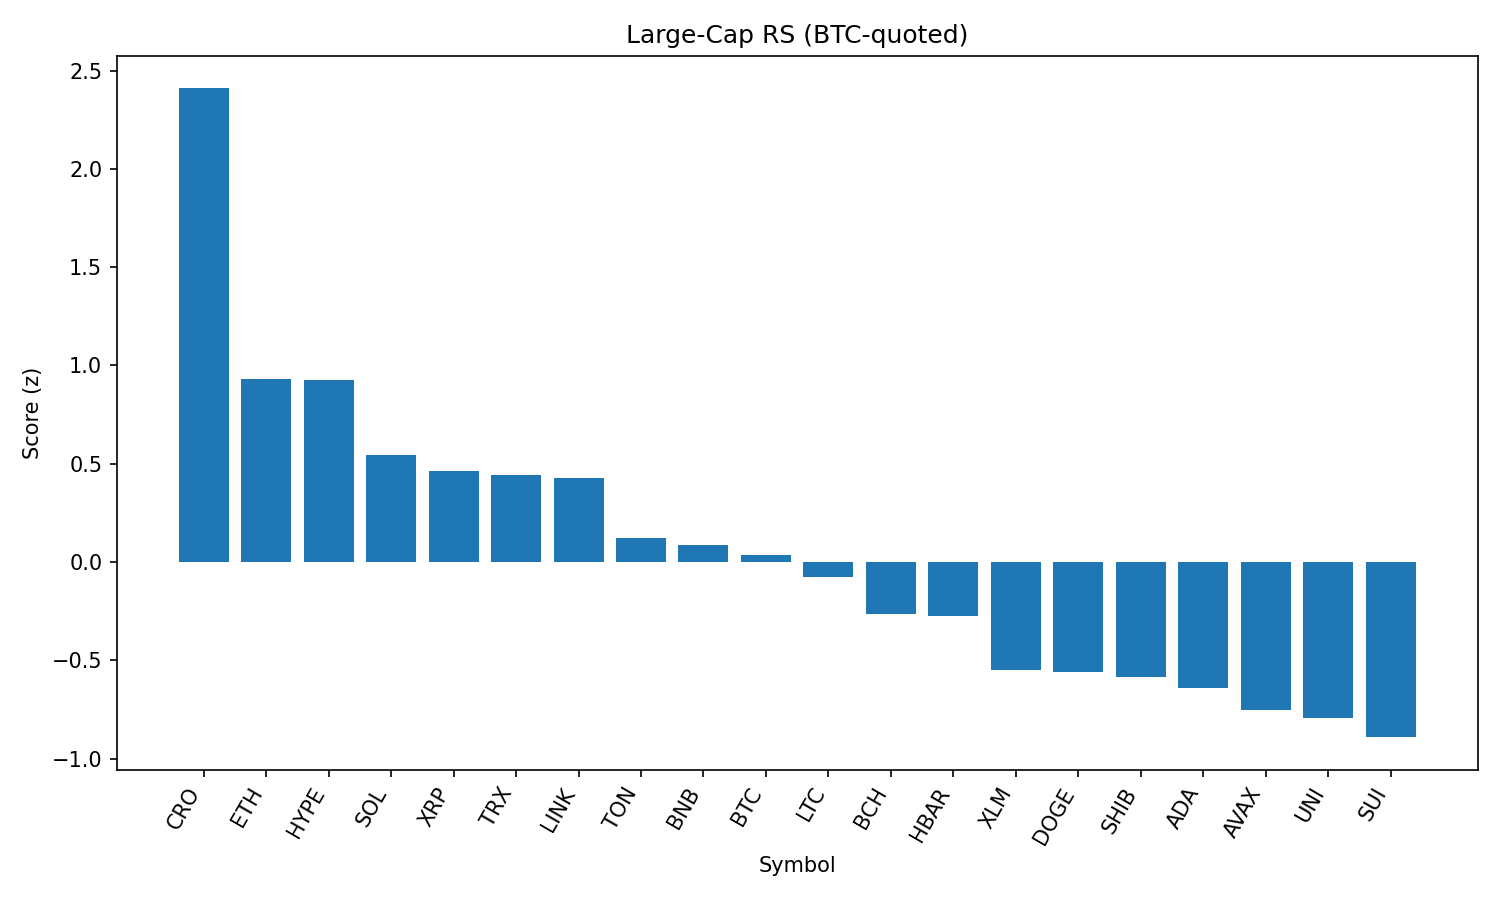 Large-Cap RS (BTC-quoted)
2.5
2.0
1.5
1.0
0.5
0.0
−0.5
−1.0
Score (z)
CRO
ETH
HYPE
SOL
XRP
TRX
LINK
TON
BNB
BTC
LTC
BCH
HBAR
XLM
DOGE
SHIB
ADA
AVAX
UNI
SUI
Symbol